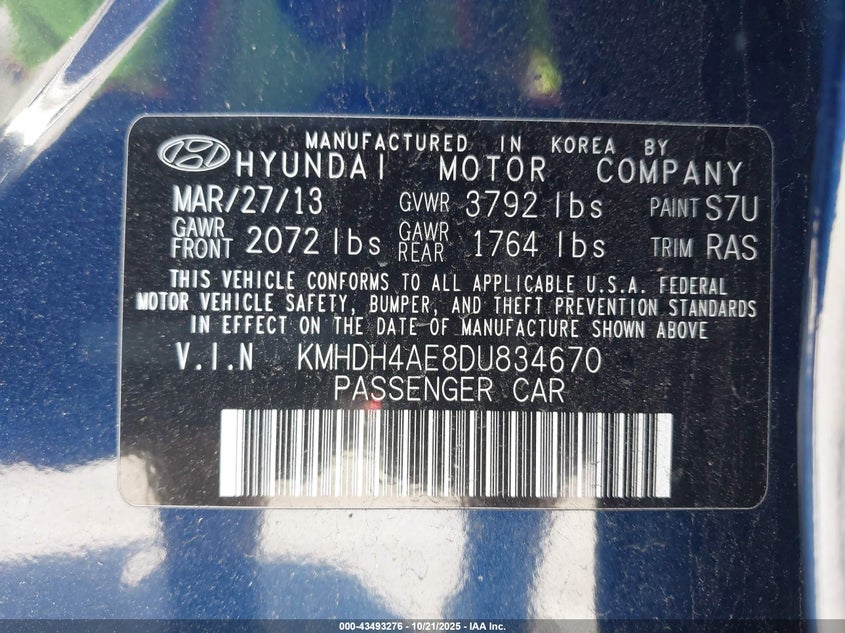 MANUFACTURED IN KOREA BY
HYUNDAI MOTOR COMPANY
MAR/27/13 GVWR 3792 lbs PAINT S7U
GAWR FRONT 2072 lbs GAWR REAR 1764 lbs TRIM RAS
THIS VEHICLE CONFORMS TO ALL APPLICABLE U.S.A. FEDERAL
MOTOR VEHICLE SAFETY, BUMPER, AND THEFT PREVENTION STANDARDS
IN EFFECT ON THE DATE OF MANUFACTURE SHOWN ABOVE
V.I.N KMHDH4AE8DU834670
PASSENGER CAR
000-43493276 - 10/21/2025 - IAA Inc.